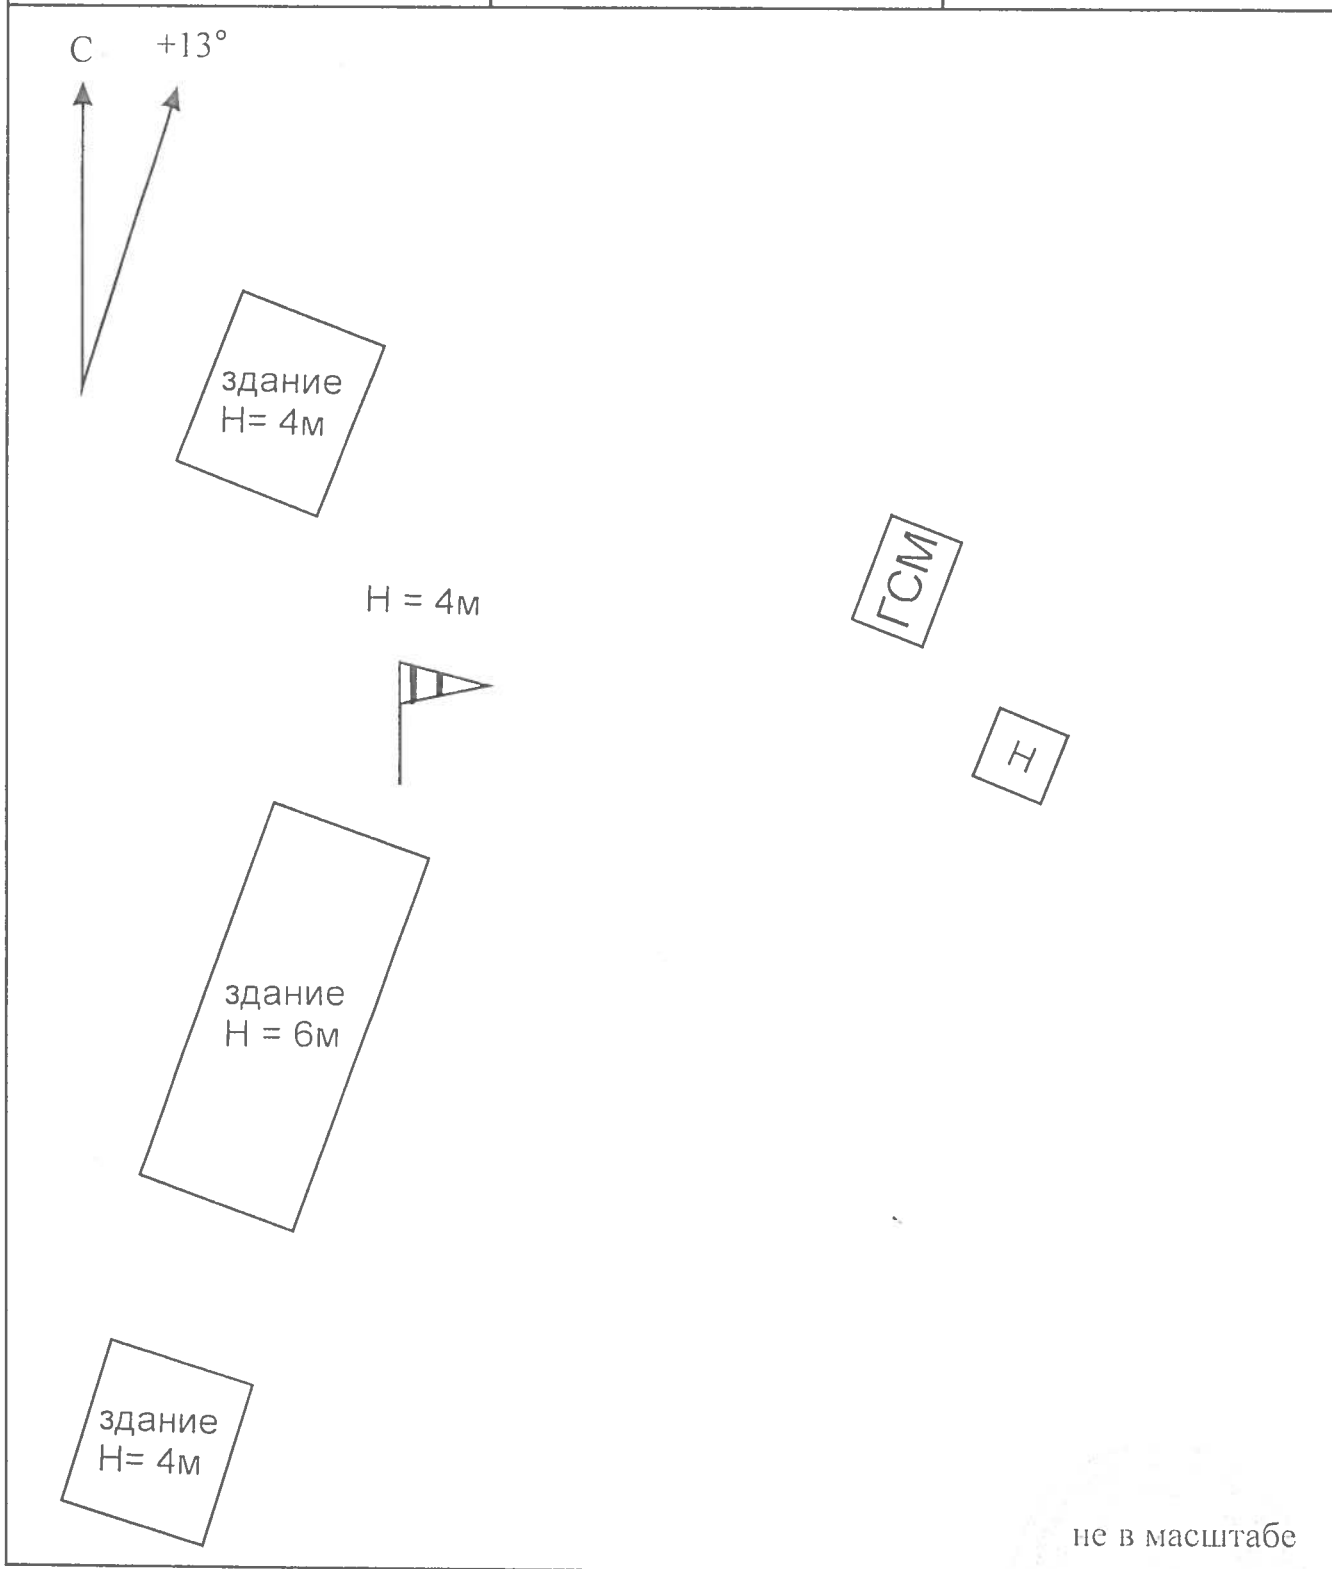 С +13°
здание
Н= 4м
ГСМ
Н = 4м
Н
здание
Н = 6м
здание
Н= 4м
не в масштабе